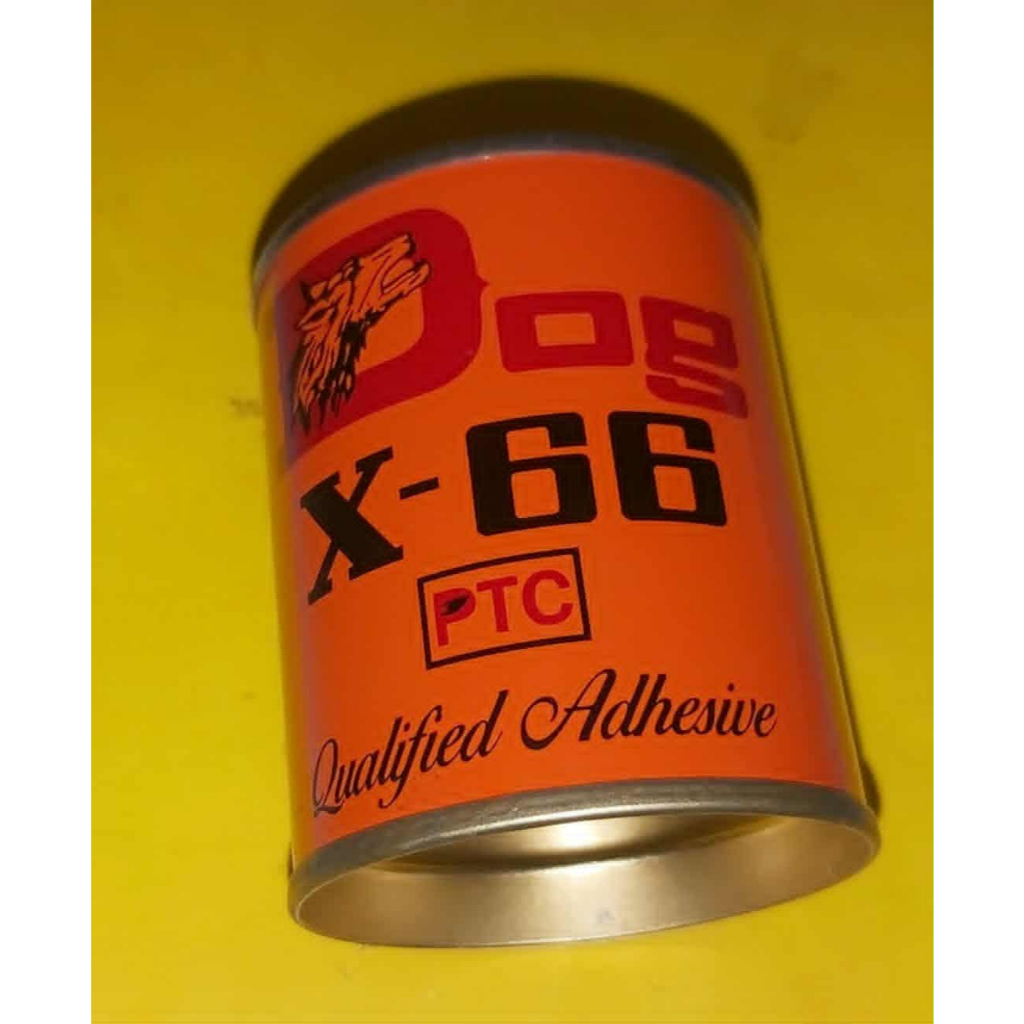 Dog
X-66
PTC
Qualified Adhesive